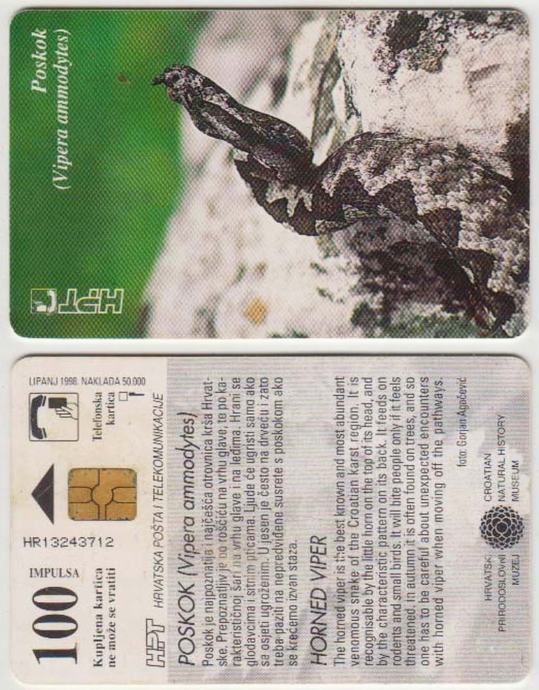 Poskok
(Vipera ammodytes)
HPT
LIPANJ 1998. NAKLADA 50.000
Telefonska
kartica
HR13243712
100 IMPULSA
Kupljena kartica
ne može se vratiti
HPT HRVATSKA POŠTA I TELEKOMUNIKACIJE
POSKOK (Vipera ammodytes)
Poskok je najpoznatija i najčešća otrovnica krša Hrvat-
ske. Prepoznatljiv je po roščiću na vrhu glave, te po ka-
rakterističnoj šari na vrhu glave i na leđima. Hrani se
glodavcima i sitnim pticama. Ljude će ugristi samo ako
sa osjeti ugroženim. U jesen je često na drveću i zato
treba paziti na nepredviđene susrete s poskokom ako
se krećemo izvan staza.
HORNED VIPER
The horned viper is the best known and most abundant
venomous snake of the Croatian karst region. It is
recognisable by the little horn on the top of its head, and
by the characteristic pattern on its back. It feeds on
rodents and small birds. It will bite people only if it feels
threatened. In autumn it is often found on trees, and so
one has to be careful about unexpected encounters
with horned viper when moving off the pathways.
foto: Gorjan Agačević
HRVATSKI
PRIRODOSLOVNI
MUZEJ
CROATIAN
NATURAL HISTORY
MUSEUM